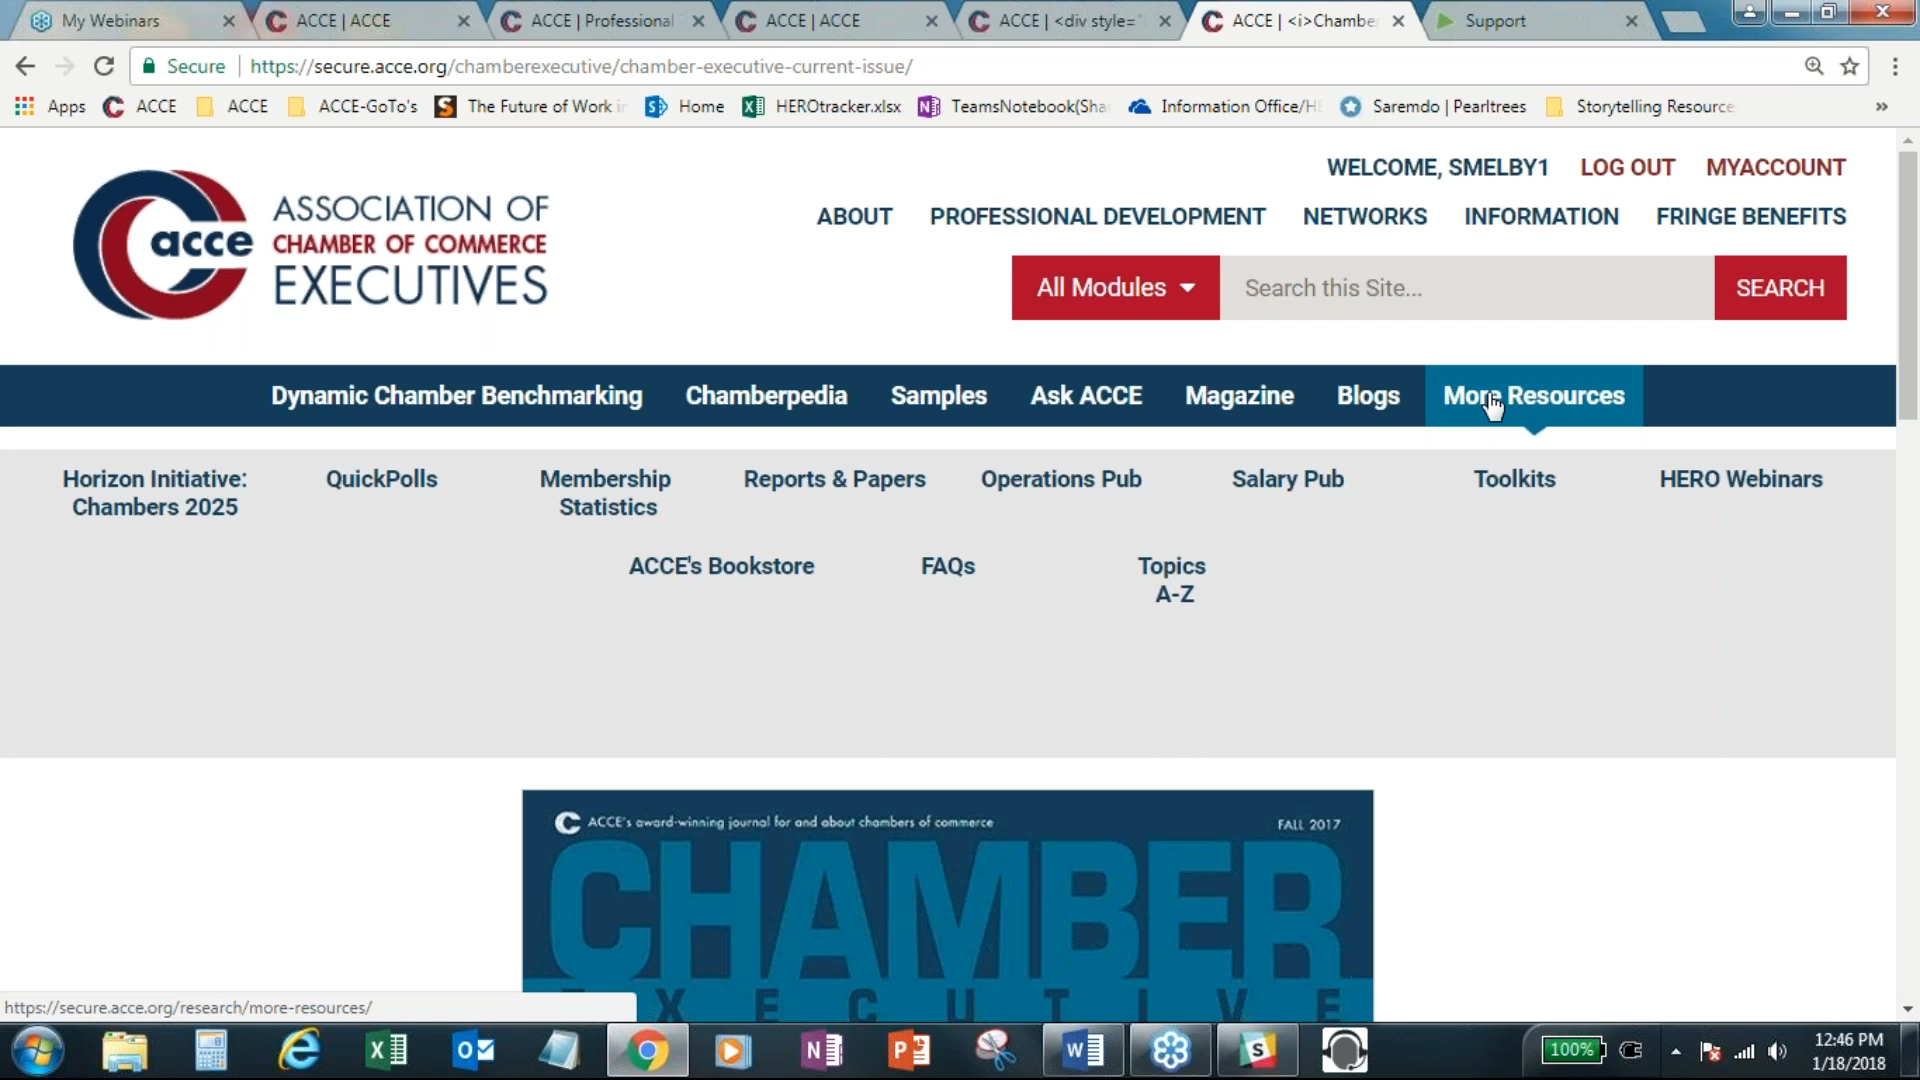 My Webinars
ACCE | ACCE
ACCE | Professional
ACCE | ACCE
ACCE | <div style="
ACCE | <i>Chamber
Support
Secure
https://secure.acce.org/chamberexecutive/chamber-executive-current-issue/
Apps
ACCE
ACCE
ACCE-GoTo's
The Future of Work in
Home
HEROtracker.xlsx
TeamsNotebook(Sha
Information Office/H
Saremdo | Pearltrees
Storytelling Resource
»
WELCOME, SMELBY1 LOG OUT MYACCOUNT
acce
ASSOCIATION OF
CHAMBER OF COMMERCE
EXECUTIVES
ABOUT PROFESSIONAL DEVELOPMENT NETWORKS INFORMATION FRINGE BENEFITS
All Modules
Search this Site...
SEARCH
Dynamic Chamber Benchmarking Chamberpedia Samples Ask ACCE Magazine Blogs More Resources
Horizon Initiative:
Chambers 2025
QuickPolls
Membership
Statistics
Reports & Papers
Operations Pub
Salary Pub
Toolkits
HERO Webinars
ACCE's Bookstore
FAQs
Topics
A-Z
ACCE's award-winning journal for and about chambers of commerce
FALL 2017
CHAMBER
EXECUTIVE
https://secure.acce.org/research/more-resources/
100%
12:46 PM
1/18/2018